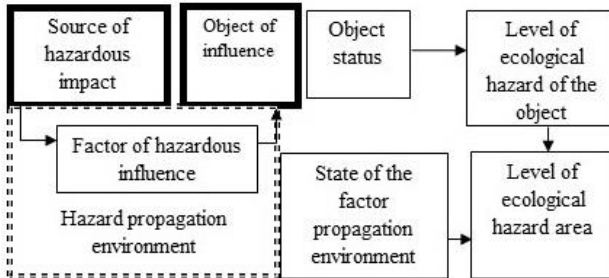 Source of
hazardous
impact
Object of
influence
Object
status
Level of
ecological
hazard of the
object
Factor of hazardous
influence
Hazard propagation
environment
State of the
factor
propagation
environment
Level of
ecological
hazard area